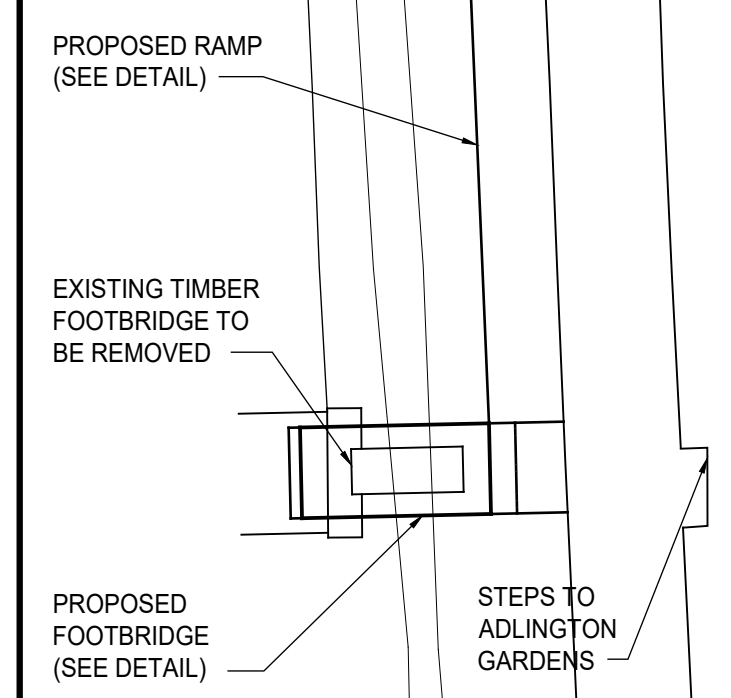 PROPOSED RAMP
(SEE DETAIL)
EXISTING TIMBER
FOOTBRIDGE TO
BE REMOVED
PROPOSED
FOOTBRIDGE
(SEE DETAIL)
STEPS TO
ADLINGTON
GARDENS